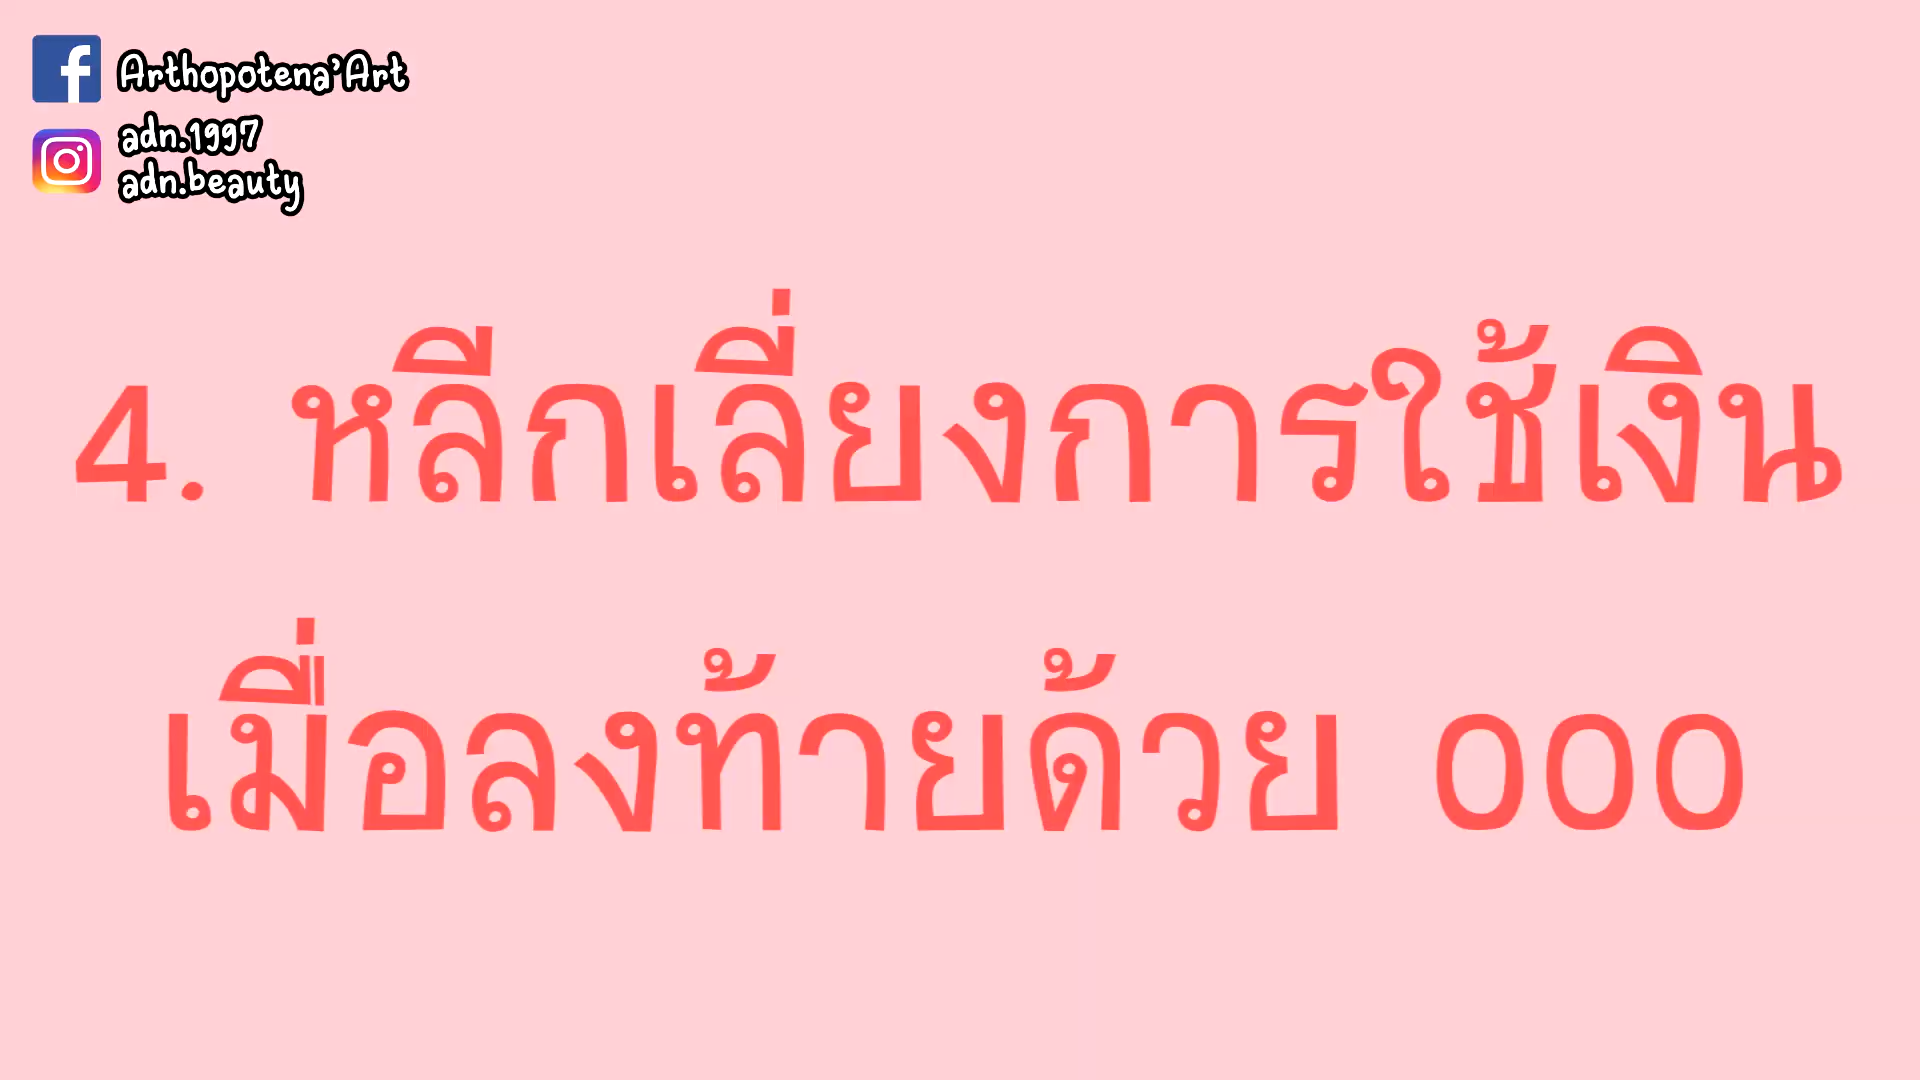 Arthopotena'Art
adn.1997
adn.beauty
4. หลีกเลี่ยงการใช้เงิน
เมื่อลงท้ายด้วย 000